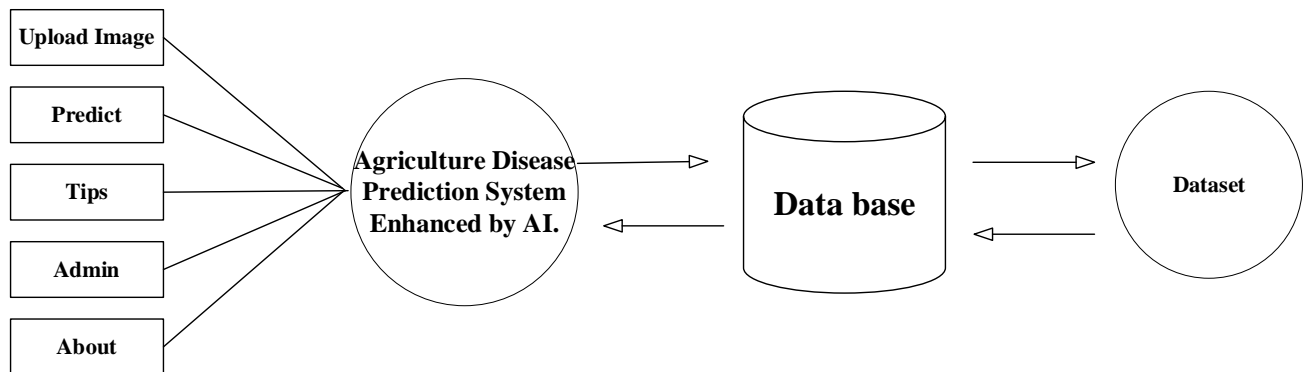 Upload Image
Predict
Tips
Admin
About
Agriculture Disease
Prediction System
Enhanced by AI.
Data base
Dataset